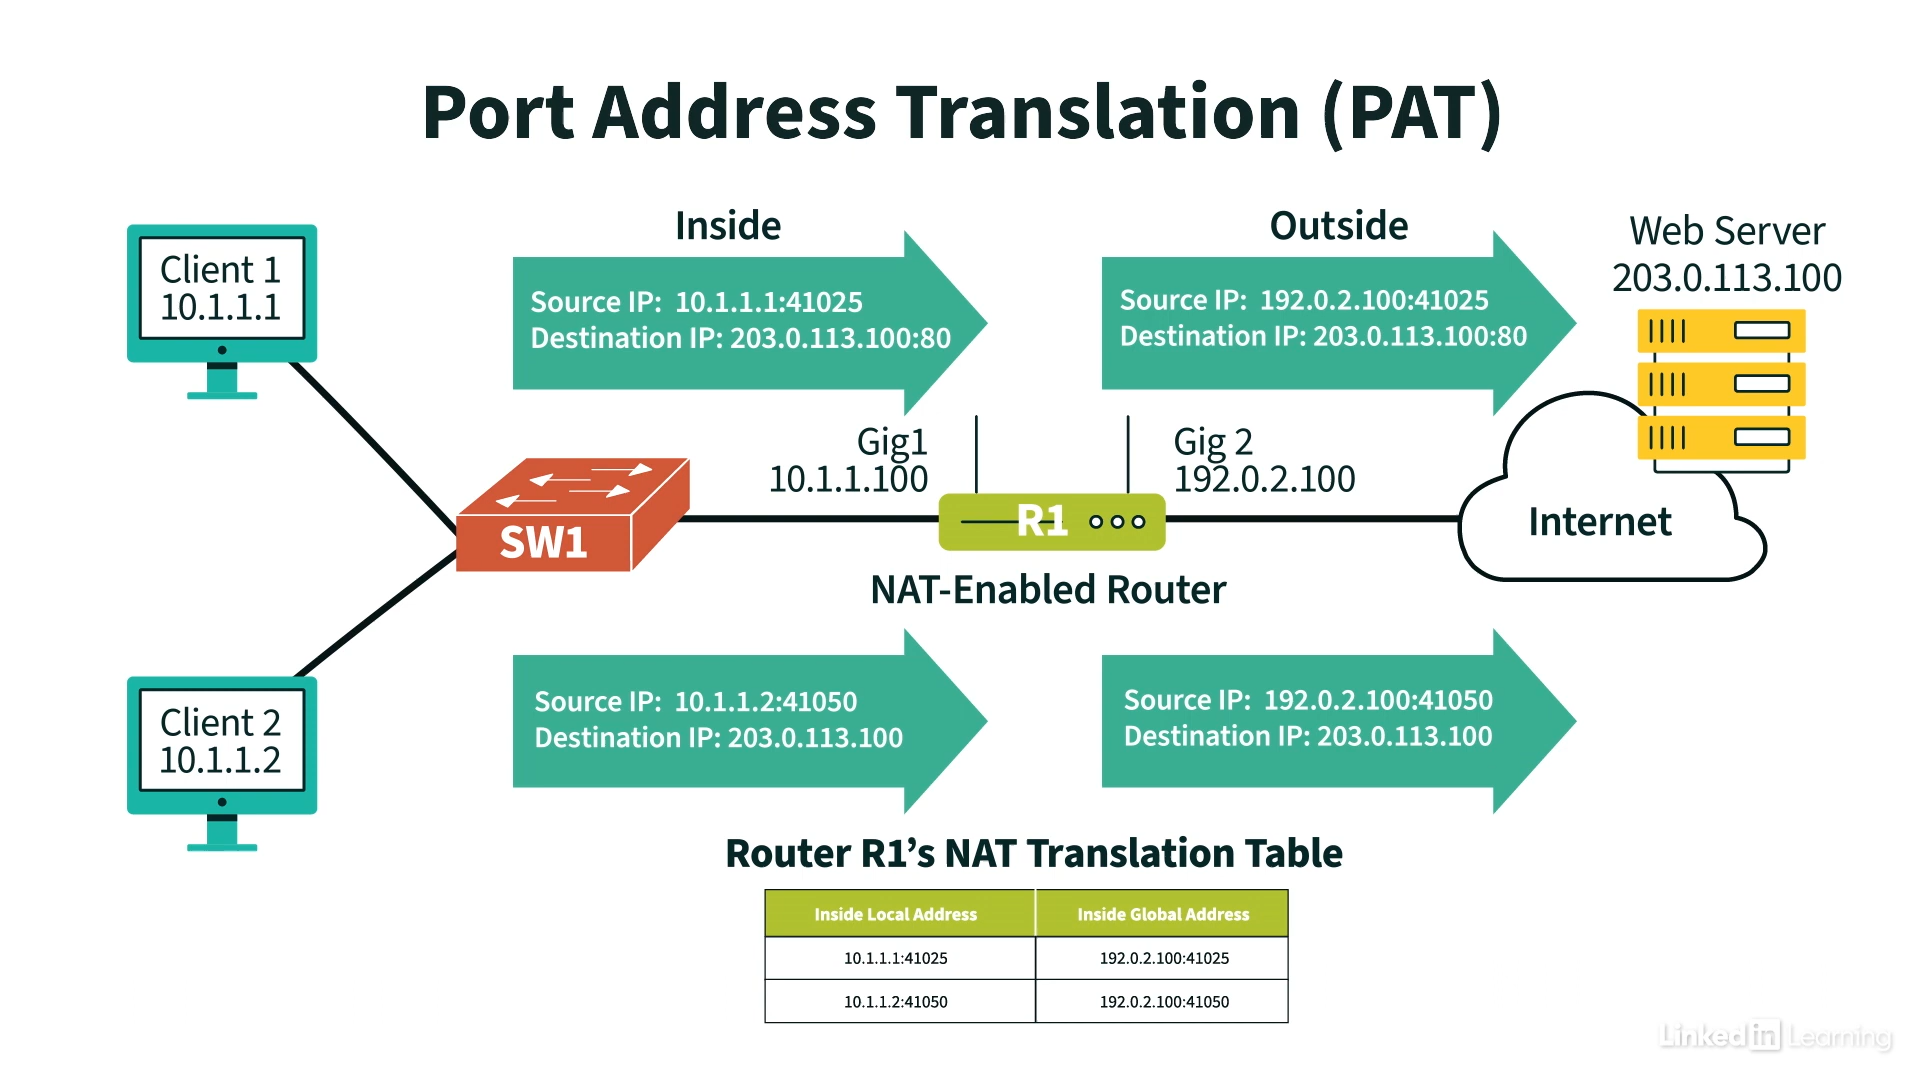 Port Address Translation (PAT)
Inside
Outside
Web Server
203.0.113.100
Client 1
10.1.1.1
Source IP: 10.1.1.1:41025
Destination IP: 203.0.113.100:80
Source IP: 192.0.2.100:41025
Destination IP: 203.0.113.100:80
Gig1
10.1.1.100
Gig 2
192.0.2.100
SW1
R1
Internet
NAT-Enabled Router
Client 2
10.1.1.2
Source IP: 10.1.1.2:41050
Destination IP: 203.0.113.100
Source IP: 192.0.2.100:41050
Destination IP: 203.0.113.100
Router R1’s NAT Translation Table
Inside Local Address
Inside Global Address
10.1.1.1:41025
192.0.2.100:41025
10.1.1.2:41050
192.0.2.100:41050
Linked in Learning